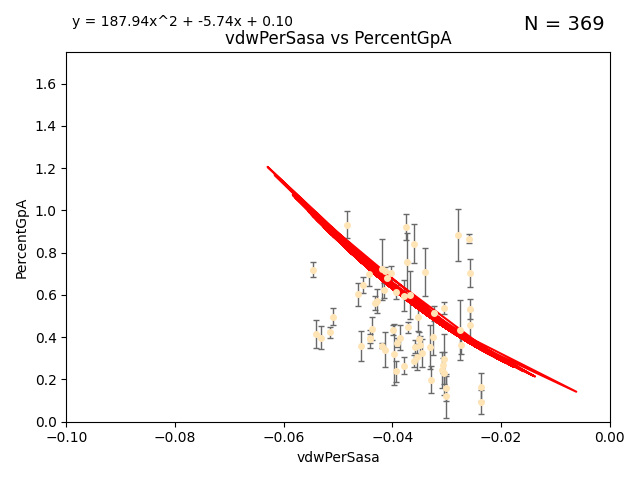 y = 187.94x^2 + -5.74x + 0.10
N = 369
vdwPerSasa vs PercentGpA
PercentGpA
1.6
1.4
1.2
1.0
0.8
0.6
0.4
0.2
0.0
−0.10 −0.08 −0.06 −0.04 −0.02 0.00
vdwPerSasa